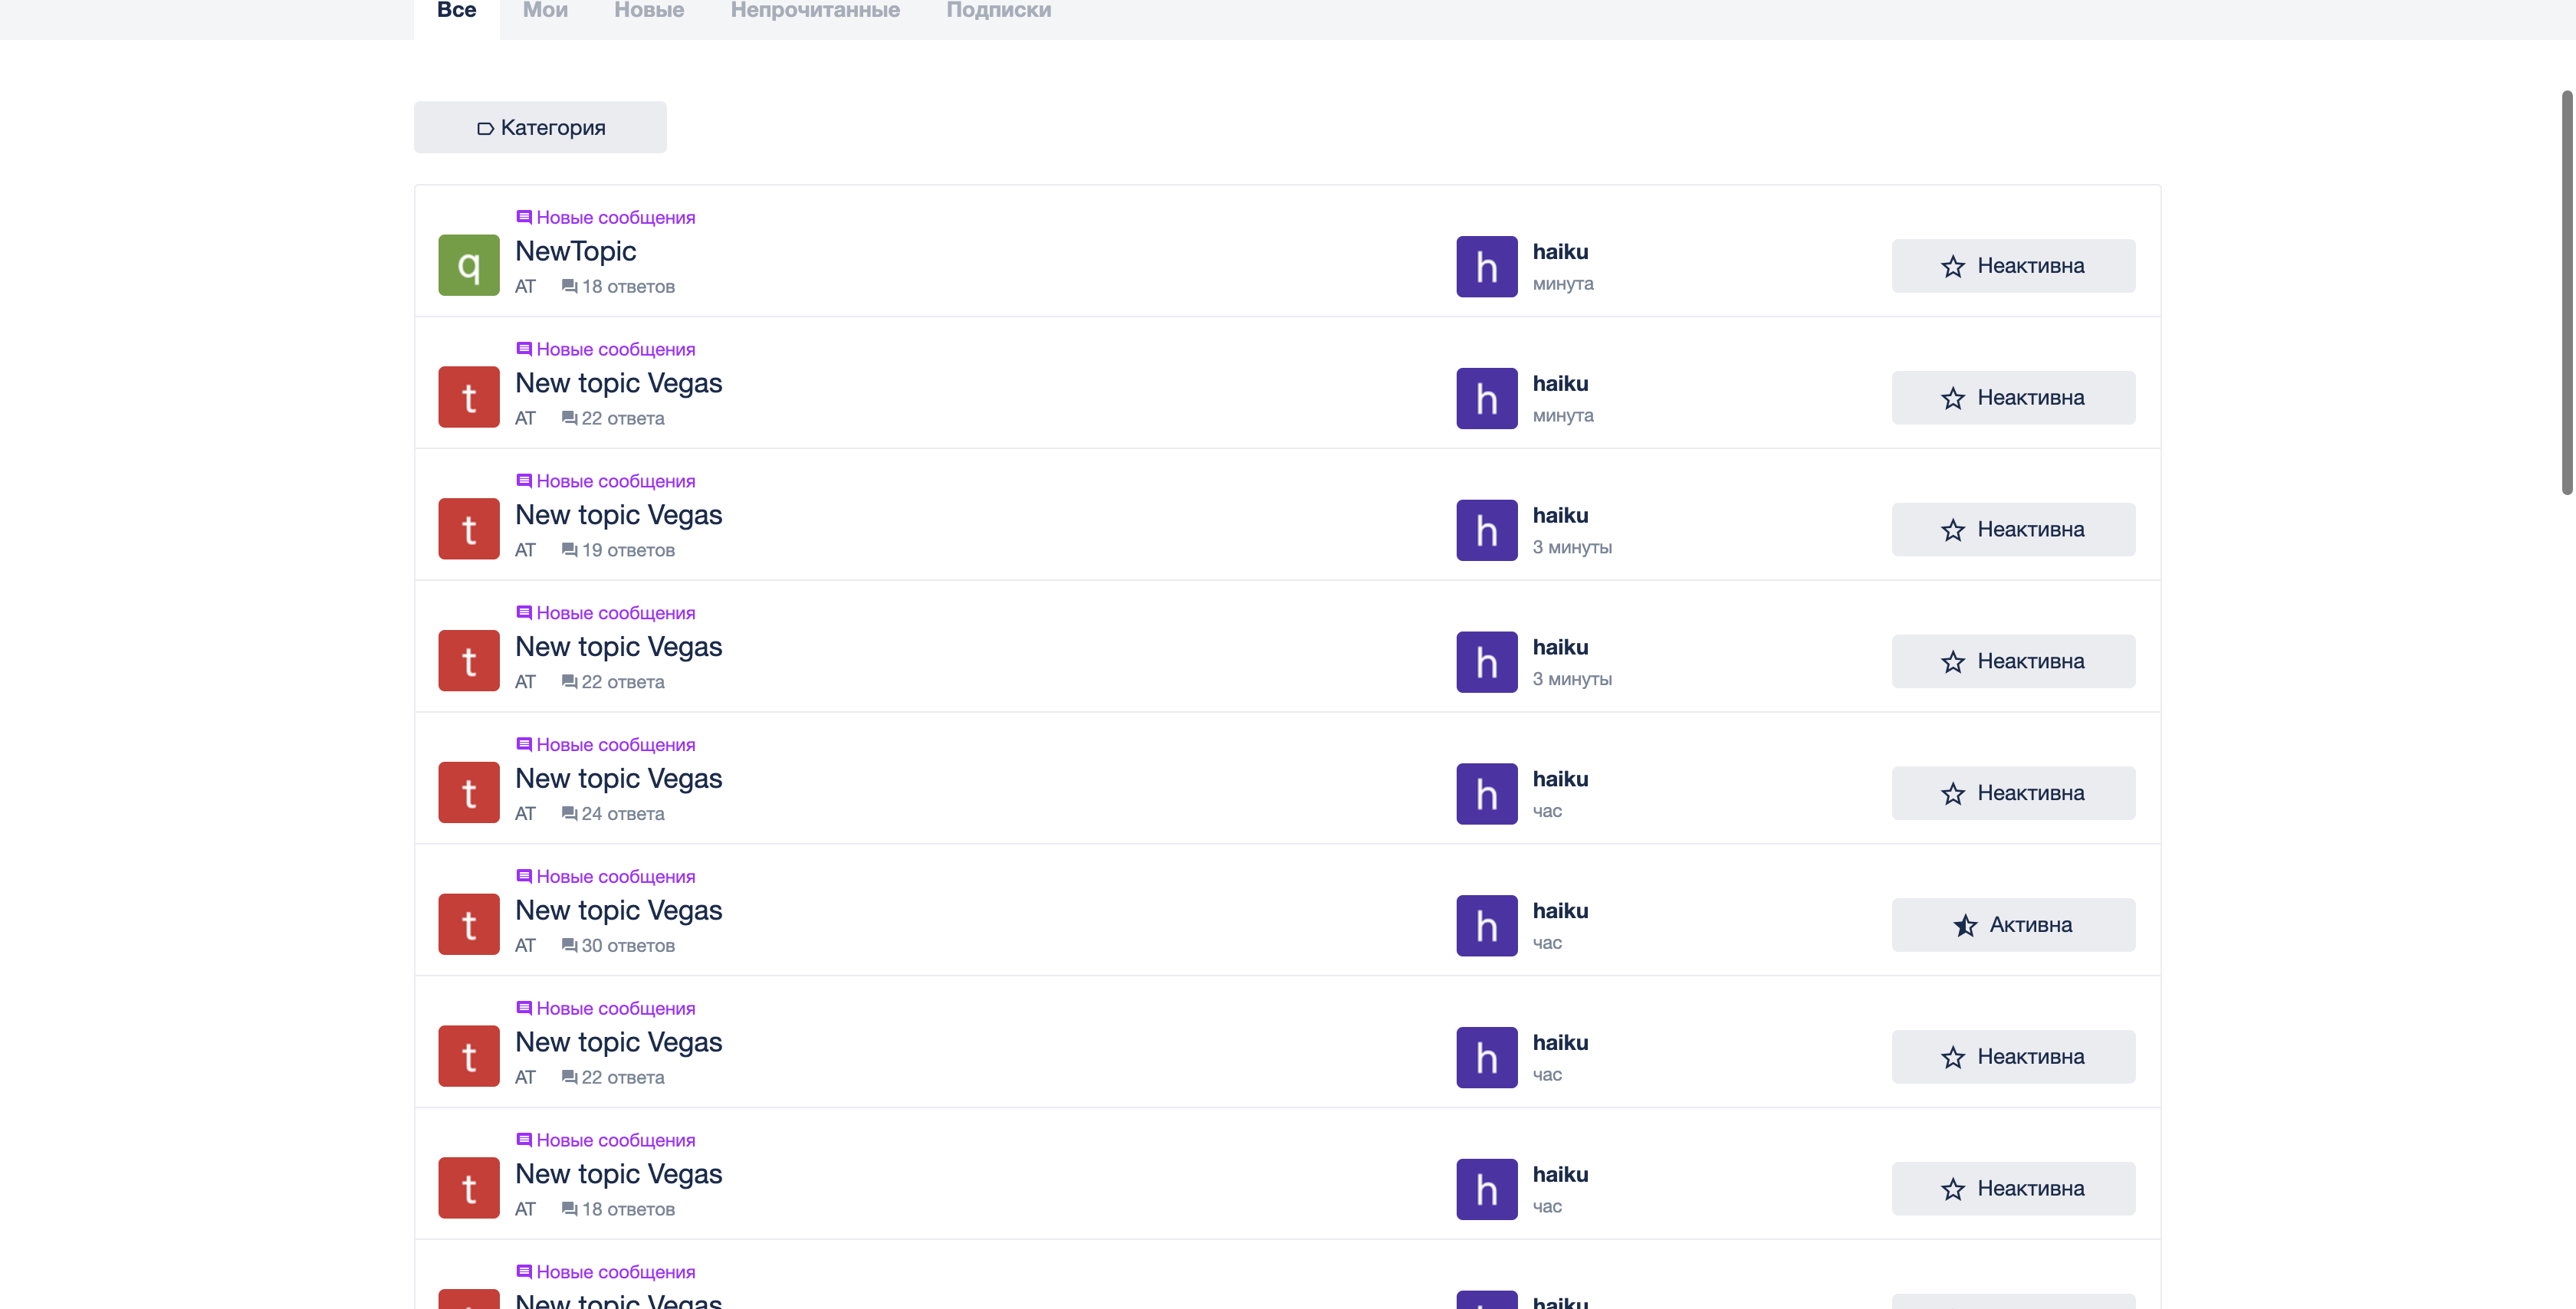 Все Мои Новые Непрочитанные Подписки
Категория
Новые сообщения
q NewTopic
AT 18 ответов
h haiku
минута
Неактивна
Новые сообщения
t New topic Vegas
AT 22 ответа
h haiku
минута
Неактивна
Новые сообщения
t New topic Vegas
AT 19 ответов
h haiku
3 минуты
Неактивна
Новые сообщения
t New topic Vegas
AT 22 ответа
h haiku
3 минуты
Неактивна
Новые сообщения
t New topic Vegas
AT 24 ответа
h haiku
час
Неактивна
Новые сообщения
t New topic Vegas
AT 30 ответов
h haiku
час
Активна
Новые сообщения
t New topic Vegas
AT 22 ответа
h haiku
час
Неактивна
Новые сообщения
t New topic Vegas
AT 18 ответов
h haiku
час
Неактивна
Новые сообщения
New topic Vegas
haiku